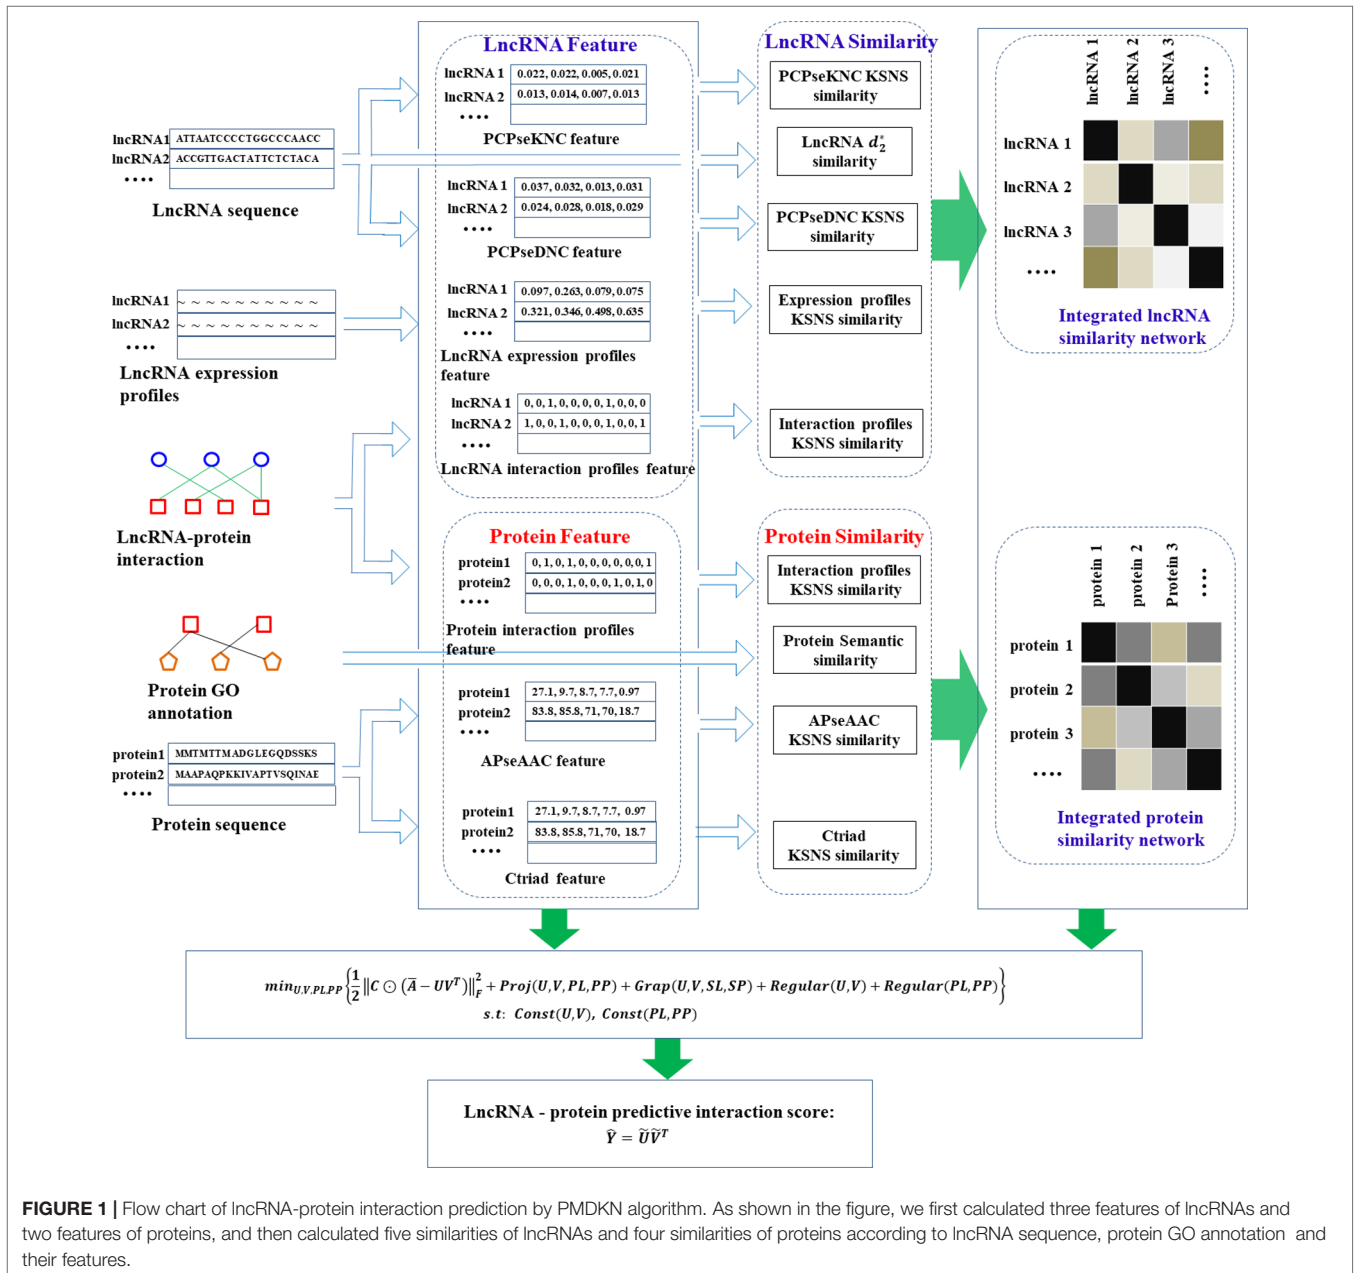 LncRNA Feature
lncRNA 1 0.022, 0.022, 0.005, 0.021
lncRNA 2 0.013, 0.014, 0.007, 0.013
....
PCPseKNC feature
lncRNA1 ATTAATCCCCTGGCCCAACC
lncRNA2 ACCGTTGACTATTCTCTACA
....
LncRNA sequence
lncRNA 1 0.037, 0.032, 0.013, 0.031
lncRNA 2 0.024, 0.028, 0.018, 0.029
....
PCPseDNC feature
lncRNA1 ~ ~ ~ ~ ~ ~ ~ ~ ~ ~
lncRNA2 ~ ~ ~ ~ ~ ~ ~ ~ ~ ~
....
LncRNA expression
profiles
lncRNA 1 0.097, 0.263, 0.079, 0.075
lncRNA 2 0.321, 0.346, 0.498, 0.635
....
LncRNA expression profiles
feature
lncRNA 1 0, 0, 1, 0, 0, 0, 0, 1, 0, 0, 0
lncRNA 2 1, 0, 0, 1, 0, 0, 0, 1, 0, 0, 1
....
LncRNA interaction profiles feature
LncRNA-protein
interaction
LncRNA Similarity
PCPseKNC KSNS
similarity
LncRNA d₂*
similarity
PCPseDNC KSNS
similarity
Expression profiles
KSNS similarity
Interaction profiles
KSNS similarity
lncRNA 1
lncRNA 2
lncRNA 3
....
lncRNA 1
lncRNA 2
lncRNA 3
....
Integrated lncRNA
similarity network
Protein Feature
protein1 0, 1, 0, 1, 0, 0, 0, 0, 0, 0, 1
protein2 0, 0, 0, 1, 0, 0, 0, 1, 0, 1, 0
....
Protein interaction profiles
feature
Protein GO
annotation
protein1 27.1, 9.7, 8.7, 7.7, 0.97
protein2 83.8, 85.8, 71, 70, 18.7
....
APseAAC feature
protein1 MMTMTTMADGLEGQDSSKS
protein2 MAAPAQPKKIVAPTVSQINAE
....
Protein sequence
protein1 27.1, 9.7, 8.7, 7.7, 0.97
protein2 83.8, 85.8, 71, 70, 18.7
....
Ctriad feature
Protein Similarity
Interaction profiles
KSNS similarity
Protein Semantic
similarity
APseAAC
KSNS similarity
Ctriad
KSNS similarity
protein 1
protein 2
Protein 3
....
protein 1
protein 2
protein 3
....
Integrated protein
similarity network
min_{U,V,PL,PP} {1/2 ‖C ⊙ (A̅ − UVᵀ)‖²_F + Proj(U,V,PL,PP) + Grap(U,V,SL,SP) + Regular(U,V) + Regular(PL,PP)}
s.t: Const(U,V), Const(PL,PP)
LncRNA - protein predictive interaction score:
Ŷ = ŨṼᵀ
FIGURE 1 | Flow chart of lncRNA-protein interaction prediction by PMDKN algorithm. As shown in the figure, we first calculated three features of lncRNAs and
two features of proteins, and then calculated five similarities of lncRNAs and four similarities of proteins according to lncRNA sequence, protein GO annotation and
their features.